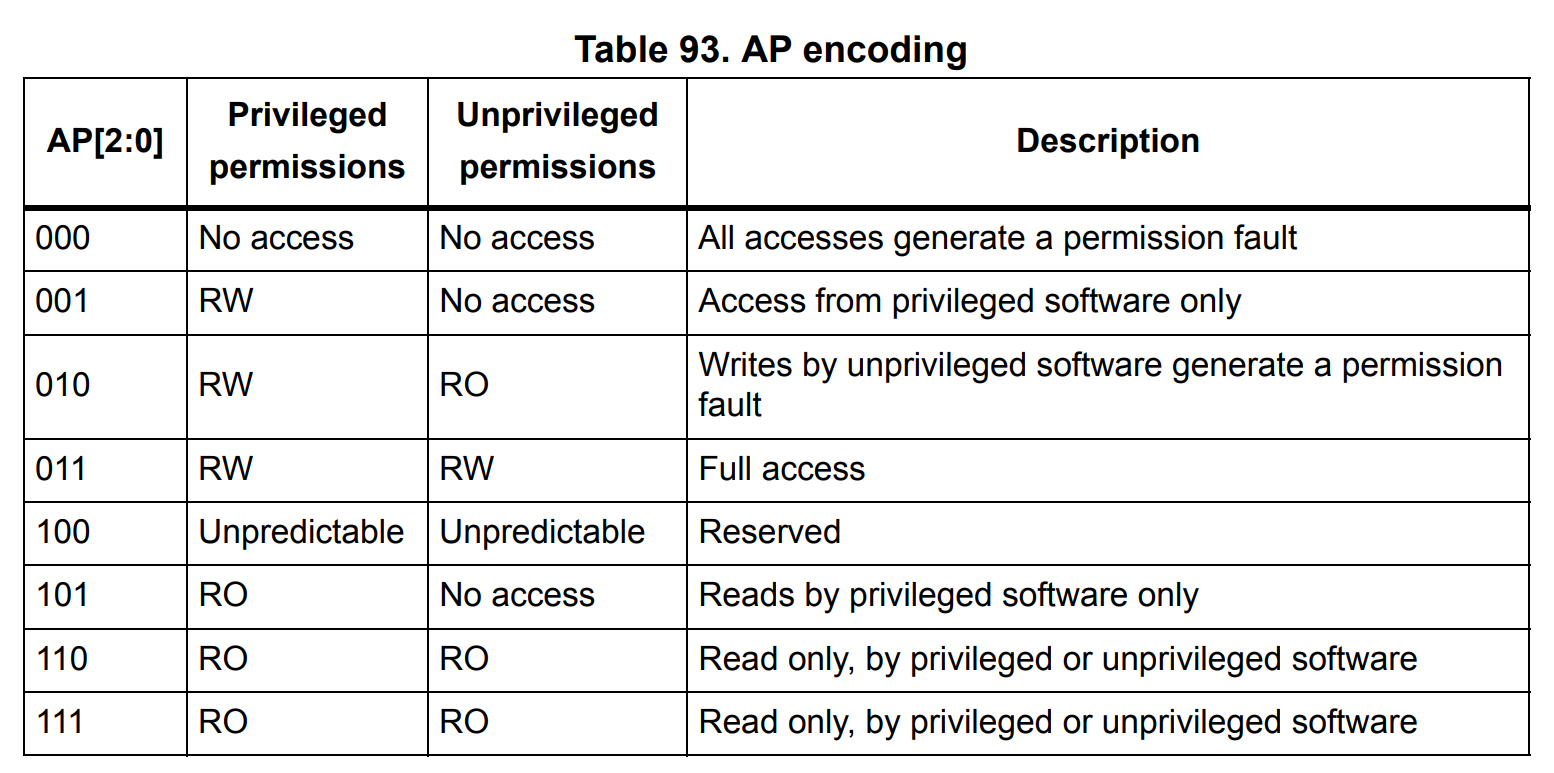 Table 93. AP encoding
AP[2:0] Privileged permissions Unprivileged permissions Description
000 No access No access All accesses generate a permission fault
001 RW No access Access from privileged software only
010 RW RO Writes by unprivileged software generate a permission fault
011 RW RW Full access
100 Unpredictable Unpredictable Reserved
101 RO No access Reads by privileged software only
110 RO RO Read only, by privileged or unprivileged software
111 RO RO Read only, by privileged or unprivileged software